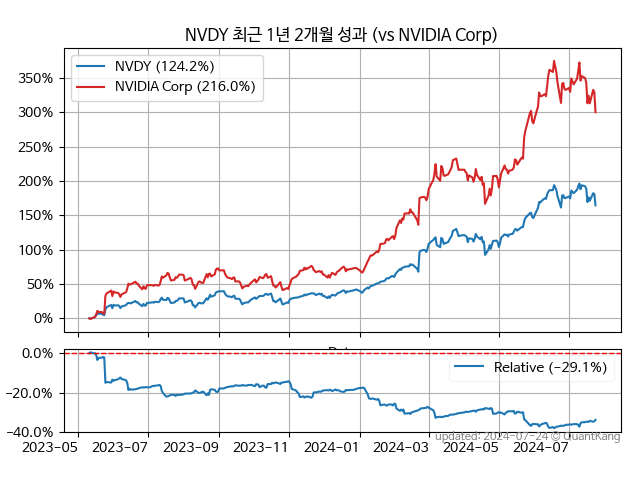 NVDY 최근 1년 2개월 성과 (vs NVIDIA Corp)
NVDY (124.2%)
NVIDIA Corp (216.0%)
350%
300%
250%
200%
150%
100%
50%
0%
0.0%
−20.0%
−40.0%
Relative (−29.1%)
2023-05 2023-07 2023-09 2023-11 2024-01 2024-03 2024-05 2024-07
updated: 2024-07-24 © QuantKang